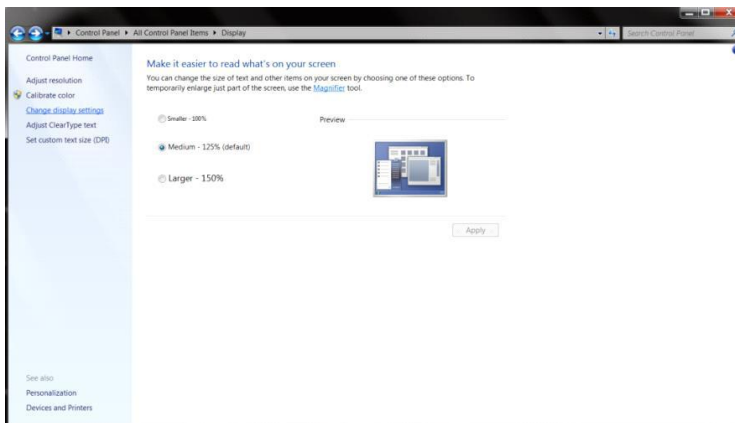 Control Panel ▸ All Control Panel Items ▸ Display
Search Control Panel
Control Panel Home
Adjust resolution
Calibrate color
Change display settings
Adjust ClearType text
Set custom text size (DPI)
Make it easier to read what's on your screen
You can change the size of text and other items on your screen by choosing one of these options. To
temporarily enlarge just part of the screen, use the Magnifier tool.
Smaller - 100%
Preview
Medium - 125% (default)
Larger - 150%
Apply
See also
Personalization
Devices and Printers